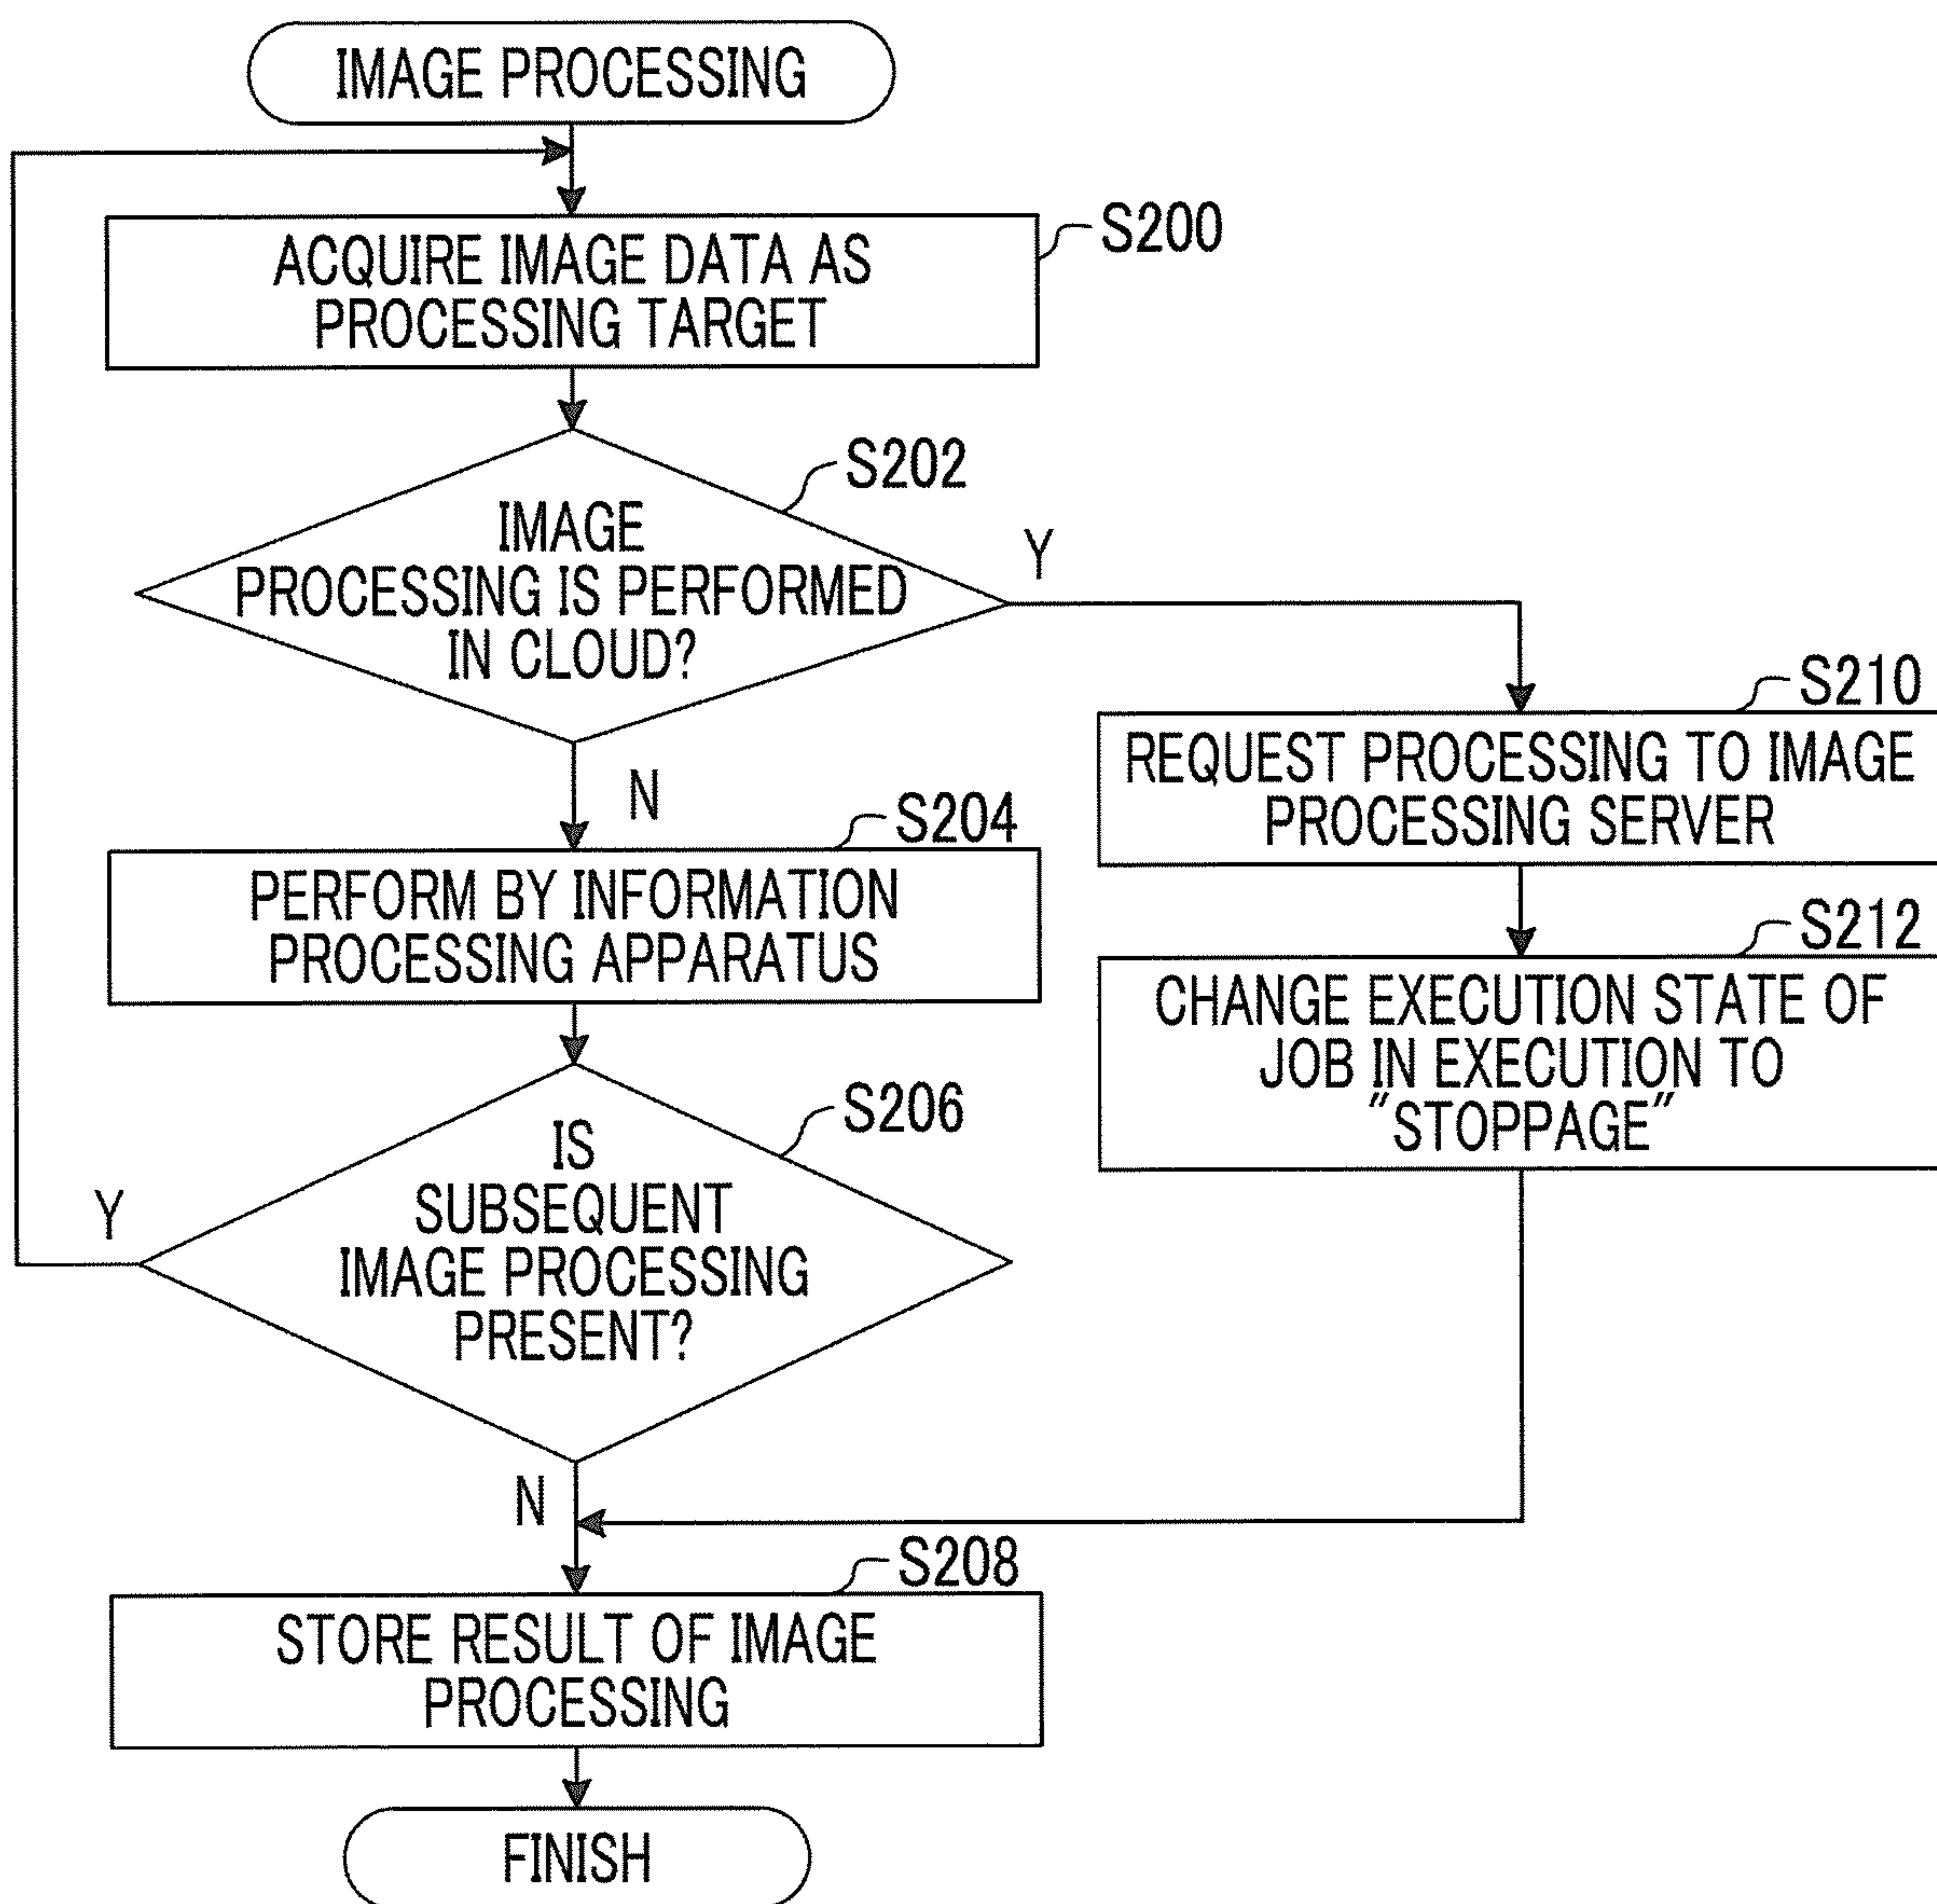 IMAGE PROCESSING
S200
ACQUIRE IMAGE DATA AS
PROCESSING TARGET
S202
IMAGE
PROCESSING IS PERFORMED
IN CLOUD?
Y
N
S204
PERFORM BY INFORMATION
PROCESSING APPARATUS
S206
IS
SUBSEQUENT
IMAGE PROCESSING
PRESENT?
Y
N
S210
REQUEST PROCESSING TO IMAGE
PROCESSING SERVER
S212
CHANGE EXECUTION STATE OF
JOB IN EXECUTION TO
"STOPPAGE"
S208
STORE RESULT OF IMAGE
PROCESSING
FINISH